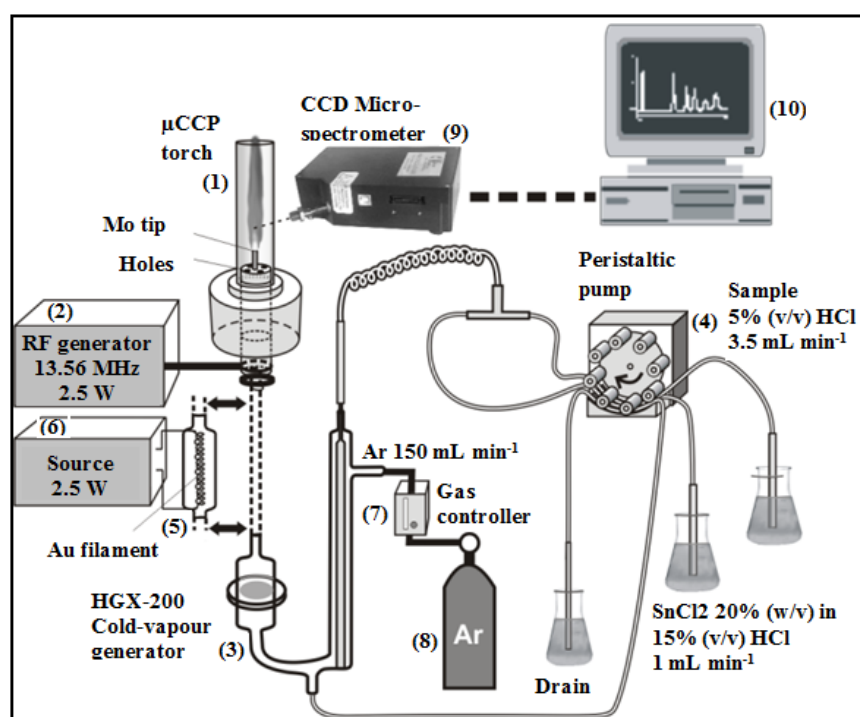 CCD Micro-
spectrometer (9)
(10)
µCCP
torch
(1)
Mo tip
Holes
Peristaltic
pump
(4)
Sample
5% (v/v) HCl
3.5 mL min⁻¹
(2)
RF generator
13.56 MHz
2.5 W
(6)
Source
2.5 W
(5)
Au filament
Ar 150 mL min⁻¹
(7)
Gas
controller
HGX-200
Cold-vapour
generator (3)
(8)
Ar
SnCl2 20% (w/v) in
15% (v/v) HCl
1 mL min⁻¹
Drain